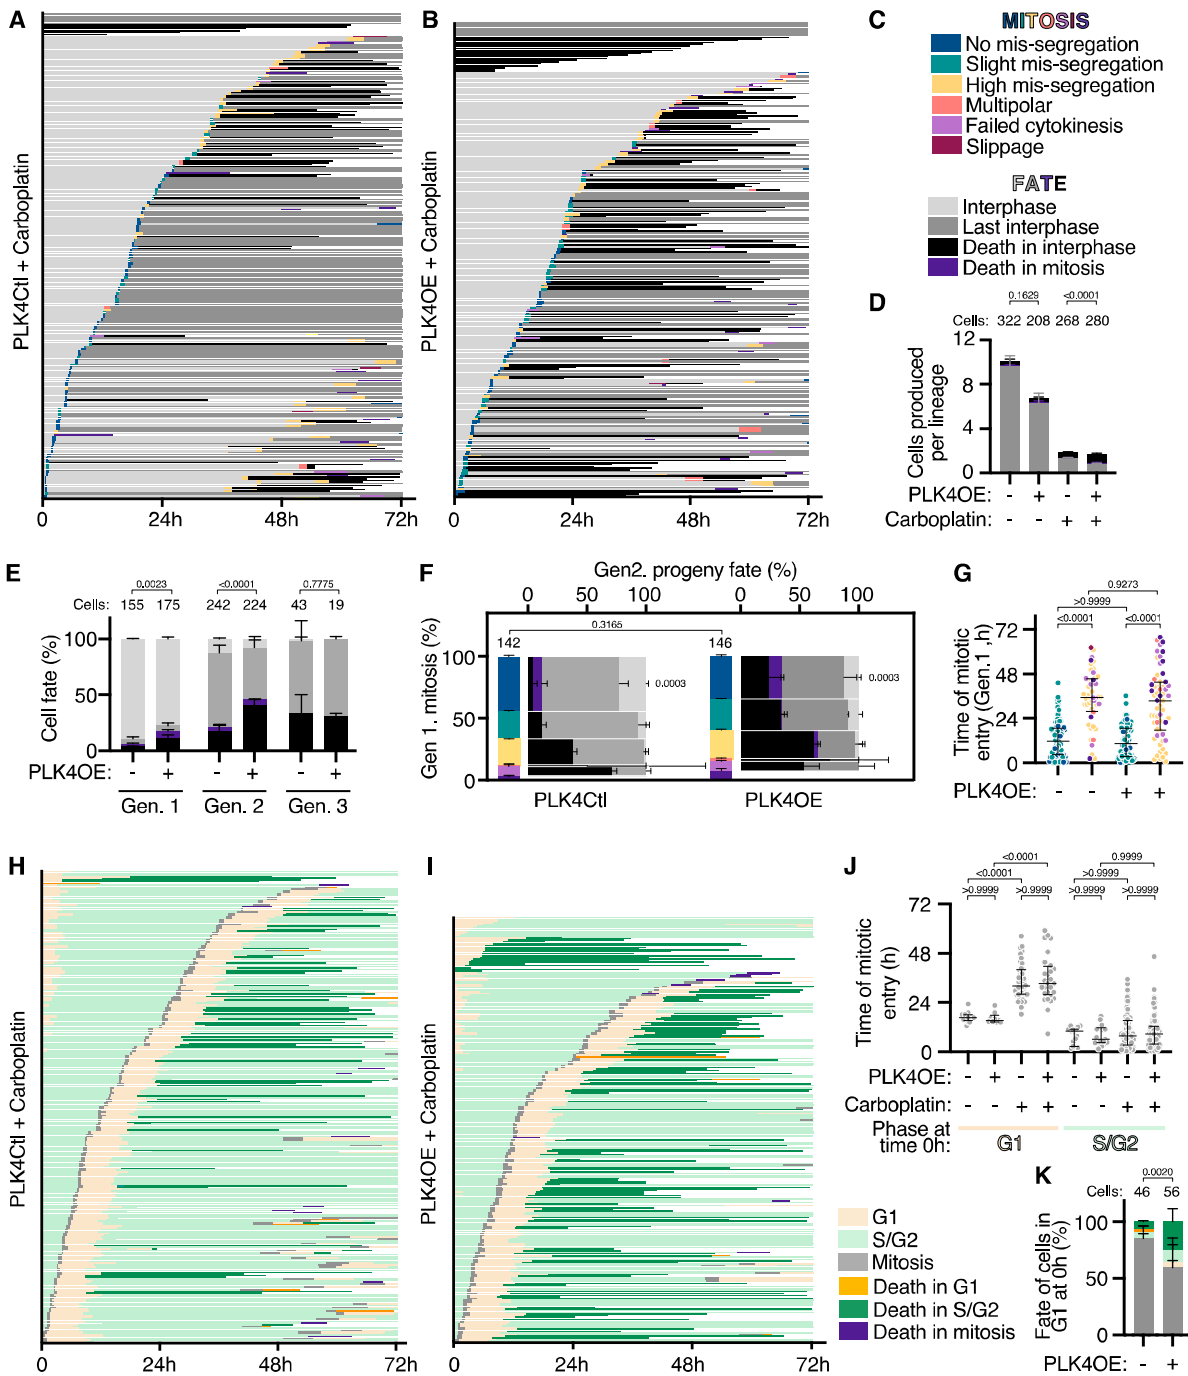 A
PLK4Ctl + Carboplatin
0
24h
48h
72h
B
PLK4OE + Carboplatin
0
24h
48h
72h
C
MITOSIS
No mis-segregation
Slight mis-segregation
High mis-segregation
Multipolar
Failed cytokinesis
Slippage
FATE
Interphase
Last interphase
Death in interphase
Death in mitosis
D
0.1629
<0.0001
Cells: 322 208 268 280
Cells produced
per lineage
12
8
4
0
PLK4OE: - + - +
Carboplatin: - - + +
E
0.0023
<0.0001
0.7775
Cells: 155 175 242 224 43 19
Cell fate (%)
100
50
0
PLK4OE: - + - + - +
Gen. 1
Gen. 2
Gen. 3
F
Gen2. progeny fate (%)
0 50 100
0 50 100
0.3165
142
146
Gen 1. mitosis (%)
100
50
0
0.0003
0.0003
PLK4Ctl
PLK4OE
G
0.9273
>0.9999
<0.0001
<0.0001
Time of mitotic
entry (Gen.1 ,h)
72
48
24
0
PLK4OE: - - + +
H
PLK4Ctl + Carboplatin
0
24h
48h
72h
I
PLK4OE + Carboplatin
0
24h
48h
72h
G1
S/G2
Mitosis
Death in G1
Death in S/G2
Death in mitosis
J
<0.0001
0.9999
<0.0001
>0.9999
>0.9999
>0.9999
>0.9999
>0.9999
Time of mitotic
entry (h)
72
48
24
0
PLK4OE: - + - + - + - +
Carboplatin: - - + + - - + +
Phase at
time 0h:
G1
S/G2
K
0.0020
Cells: 46 56
Fate of cells in
G1 at 0h (%)
100
50
0
PLK4OE: - +